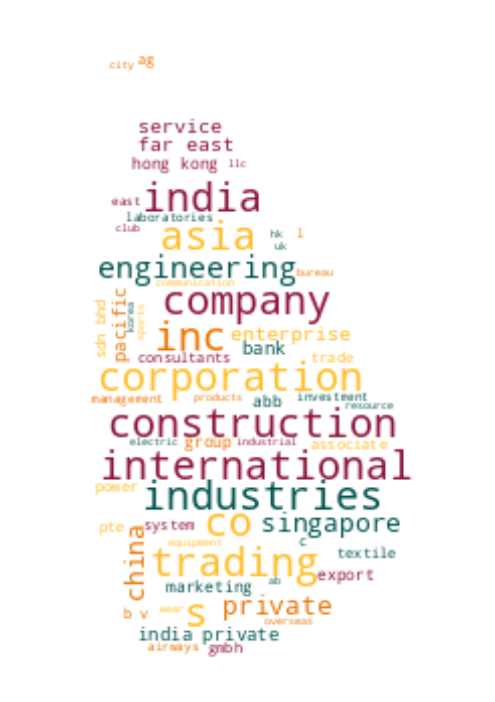 city ag
service
far east
hong kong llc
east india
laboratories
club asia hk l
uk
engineering bureau
communication
company
sdn bhd pacific korea sports
inc enterprise
bank
consultants trade
corporation
management products abb investment
resource
construction
electric group industrial associate
international
power industries
pte system co singapore
equipment c
china trading textile
export
marketing ab
b v wear s private
overseas
india private
airways gmbh